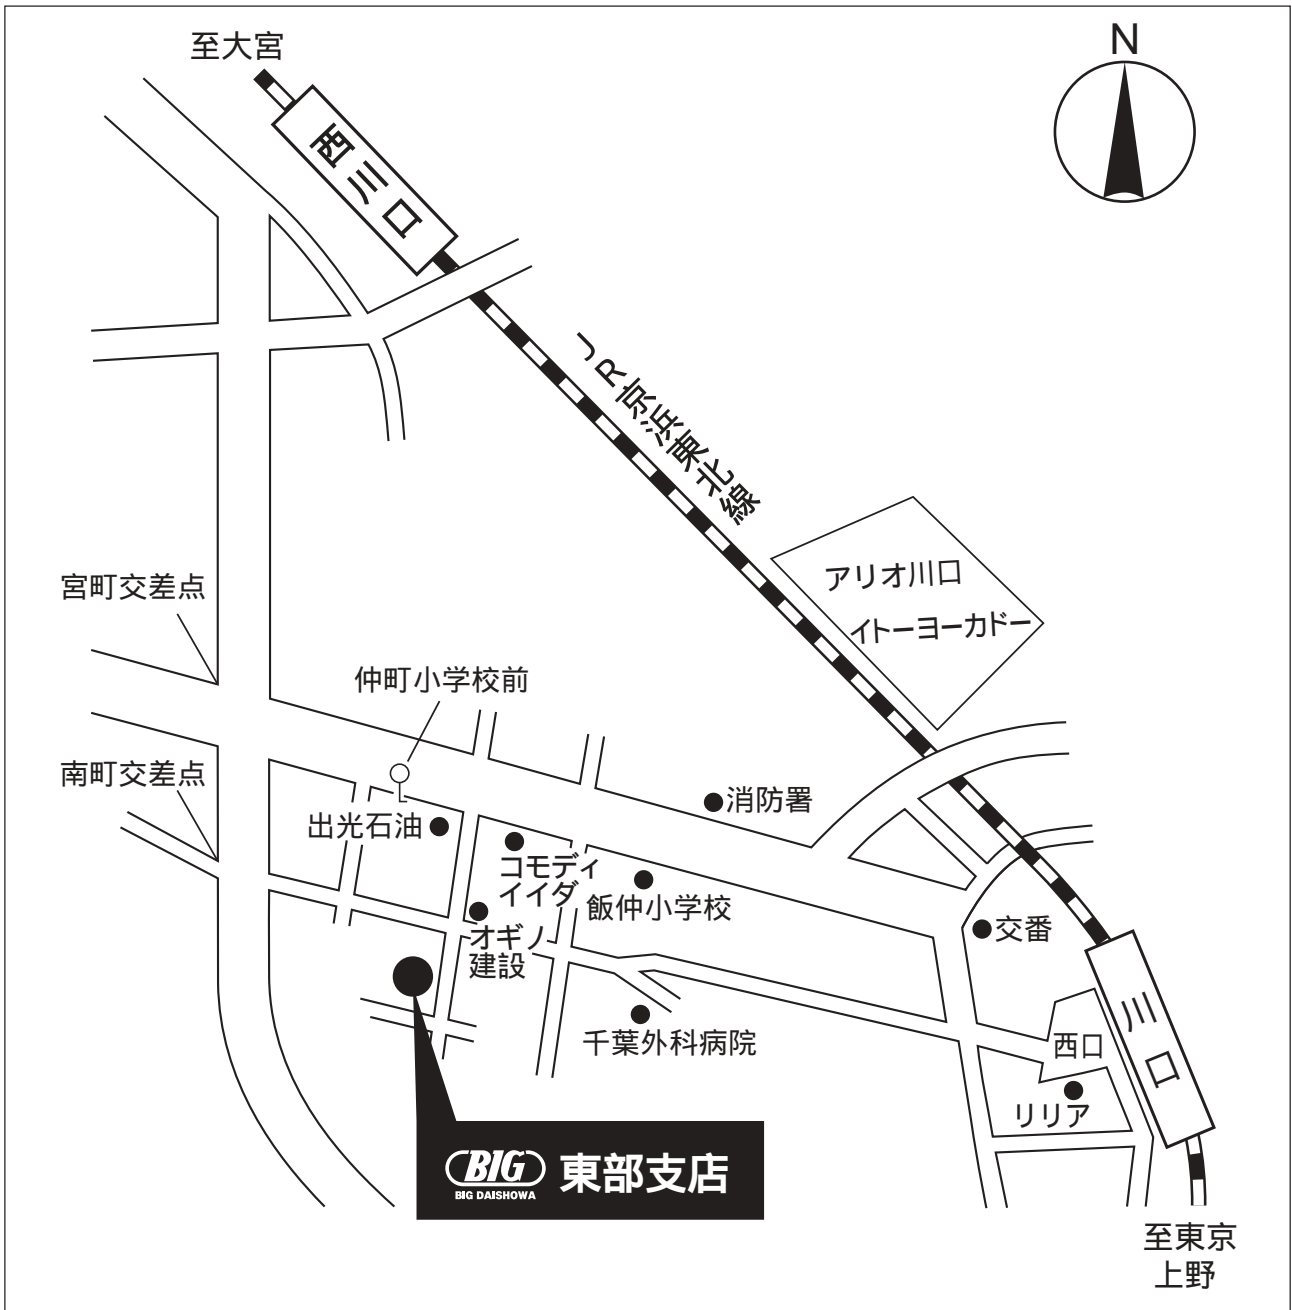 至大宮
N
西川口
JR京浜東北線
アリオ川口
イトーヨーカドー
宮町交差点
仲町小学校前
南町交差点
消防署
出光石油
コモディ
イイダ
飯仲小学校
オギノ
建設
交番
千葉外科病院
川口
西口
リリア
BIG
BIG DAISHOWA
東部支店
至東京
上野